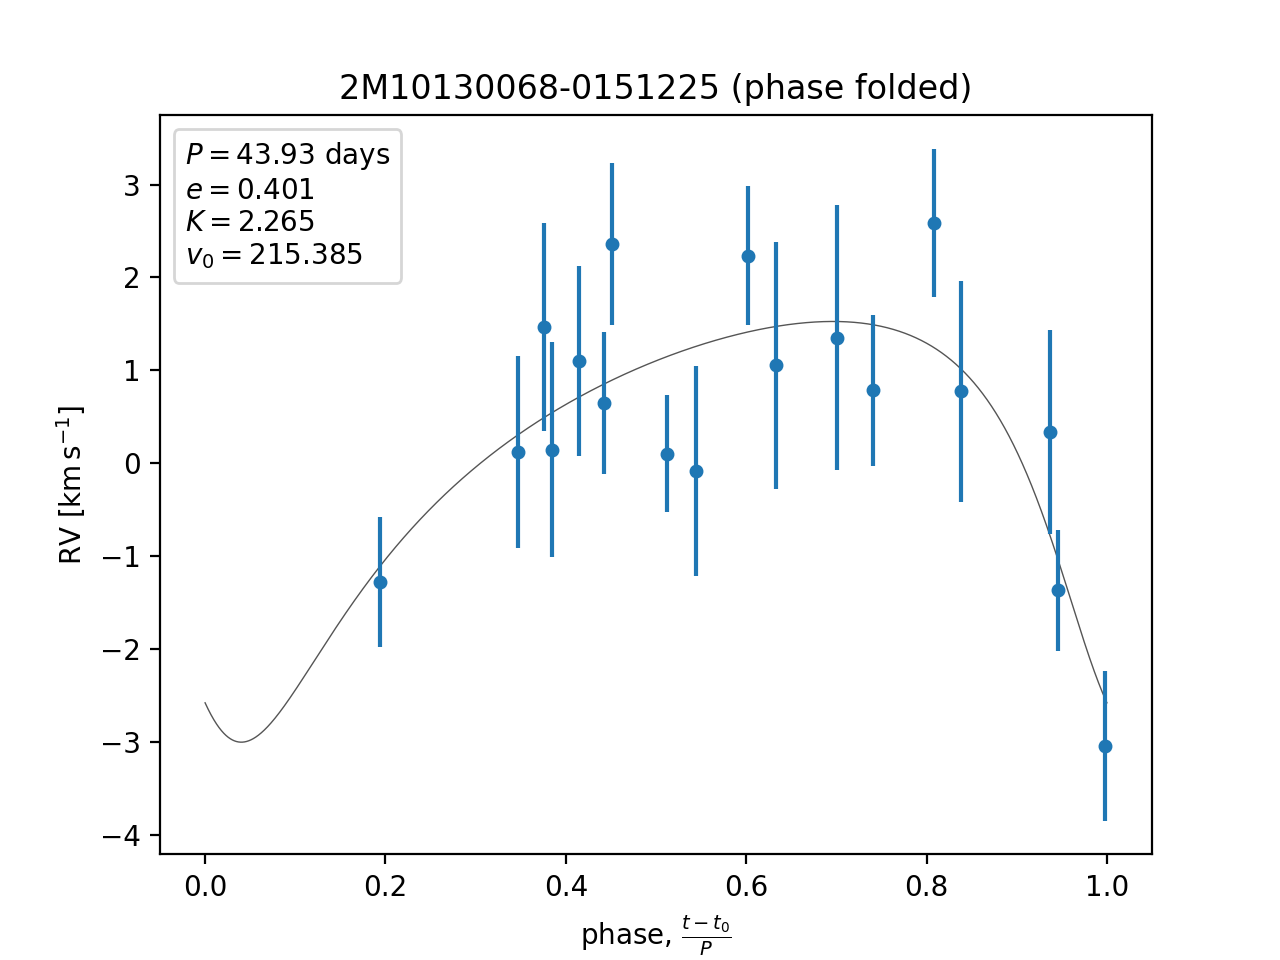 2M10130068-0151225 (phase folded)
P = 43.93 days
e = 0.401
K = 2.265
v₀ = 215.385
3
2
1
0
−1
−2
−3
−4
RV [km s⁻¹]
0.0 0.2 0.4 0.6 0.8 1.0
phase, (t − t₀)/P